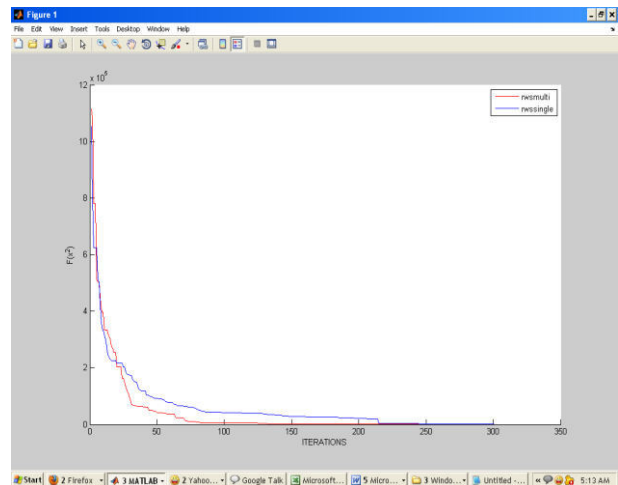 Figure 1
File Edit View Insert Tools Desktop Window Help
x 10
12
10
8
6
4
2
0
F(x²)
rwsmulti
rwssingle
0 50 100 150 200 250 300 350
ITERATIONS
Start 2 Firefox 3 MATLAB 2 Yahoo... Google Talk Microsoft... 5 Micro... 3 Windo... Untitled -... 5:13 AM